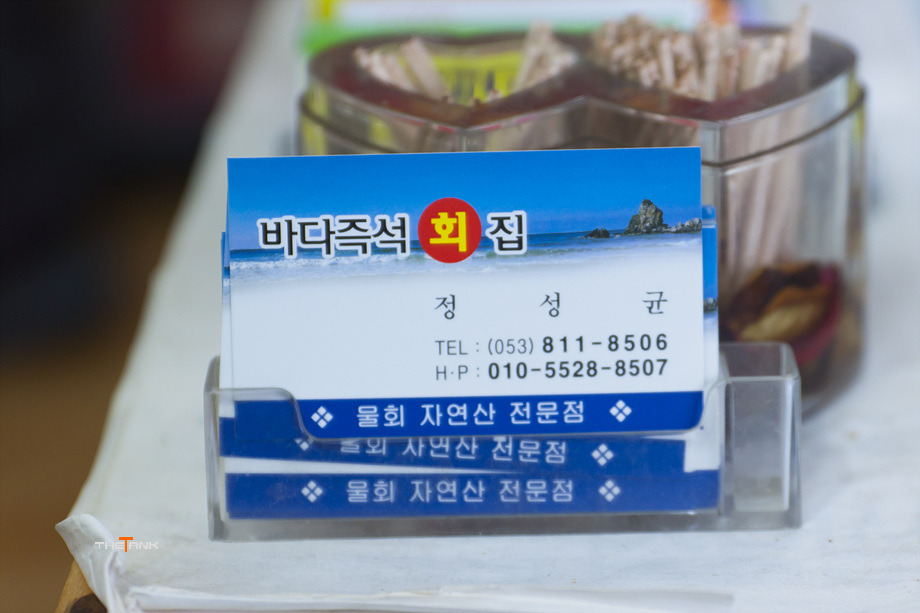 바다즉석 회 집
정 성 균
TEL : (053) 811-8506
H·P : 010-5528-8507
❖ 물회 자연산 전문점 ❖
❖ 물회 자연산 전문점 ❖
❖ 물회 자연산 전문점 ❖
THETANK